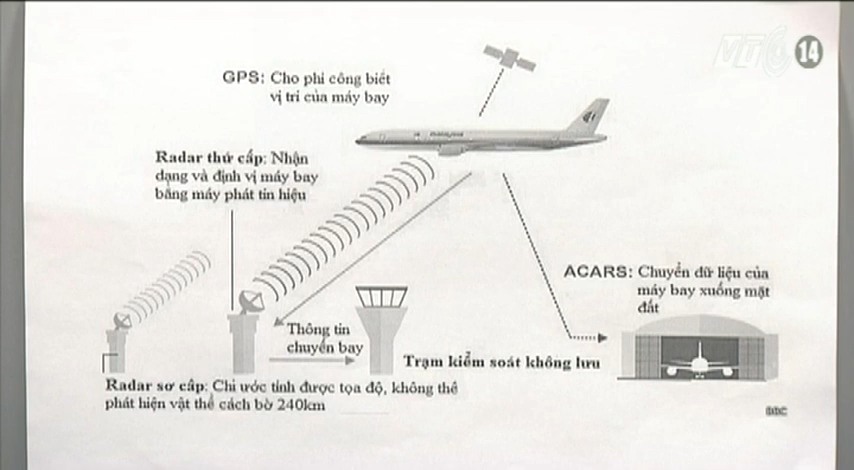 VTC 14
GPS: Cho phi công biết
vị trí của máy bay
Radar thứ cấp: Nhận
dạng và định vị máy bay
bằng máy phát tín hiệu
ACARS: Chuyển dữ liệu của
máy bay xuống mặt
đất
Thông tin
chuyến bay
Trạm kiểm soát không lưu
Radar sơ cấp: Chỉ ước tính được tọa độ, không thể
phát hiện vật thể cách bờ 240km
BBC